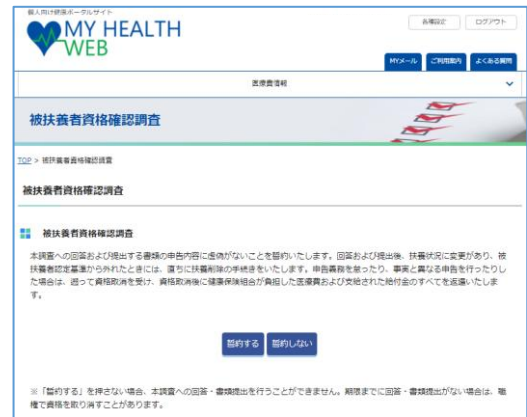 個人向け健康ポータルサイト
MY HEALTH
WEB
各種設定
ログアウト
MYメール
ご利用案内
よくある質問
医療費情報
被扶養者資格確認調査
TOP > 被扶養者資格確認調査
被扶養者資格確認調査
被扶養者資格確認調査
本調査への回答および提出する書類の申告内容に虚偽がないことを誓約いたします。回答および提出後、扶養状況に変更があり、被
扶養者認定基準から外れたときには、直ちに扶養削除の手続きをいたします。申告義務を怠ったり、事実と異なる申告を行ったりし
た場合は、遡って資格取消を受け、資格取消後に健康保険組合が負担した医療費および支給された給付金のすべてを返還いたしま
す。
誓約する
誓約しない
※「誓約する」を押さない場合、本調査への回答・書類提出を行うことができません。期限までに回答・書類提出がない場合は、職
権で資格を取り消すことがあります。